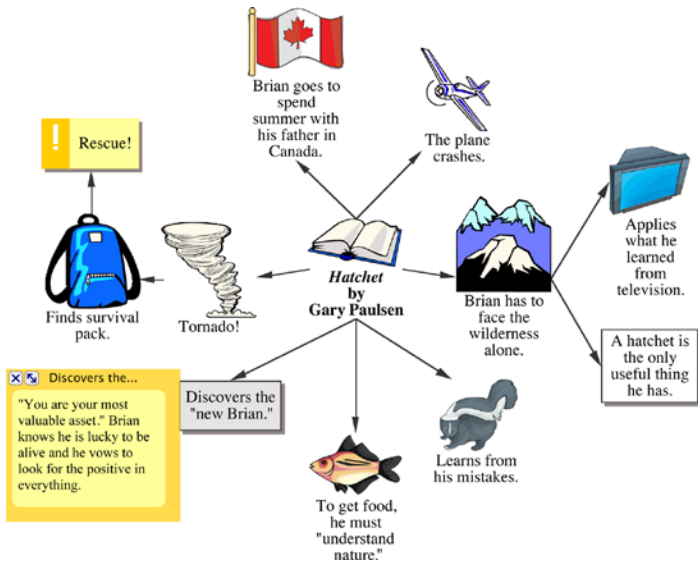 Brian goes to
spend
summer with
his father in
Canada.
The plane
crashes.
Rescue!
Applies
what he
learned
from
television.
Hatchet
by
Gary Paulsen
Finds survival
pack.
Tornado!
Brian has to
face the
wilderness
alone.
A hatchet is
the only
useful thing
he has.
Discovers the...
"You are your most
valuable asset." Brian
knows he is lucky to be
alive and he vows to
look for the positive in
everything.
Discovers the
"new Brian."
Learns from
his mistakes.
To get food,
he must
"understand
nature."